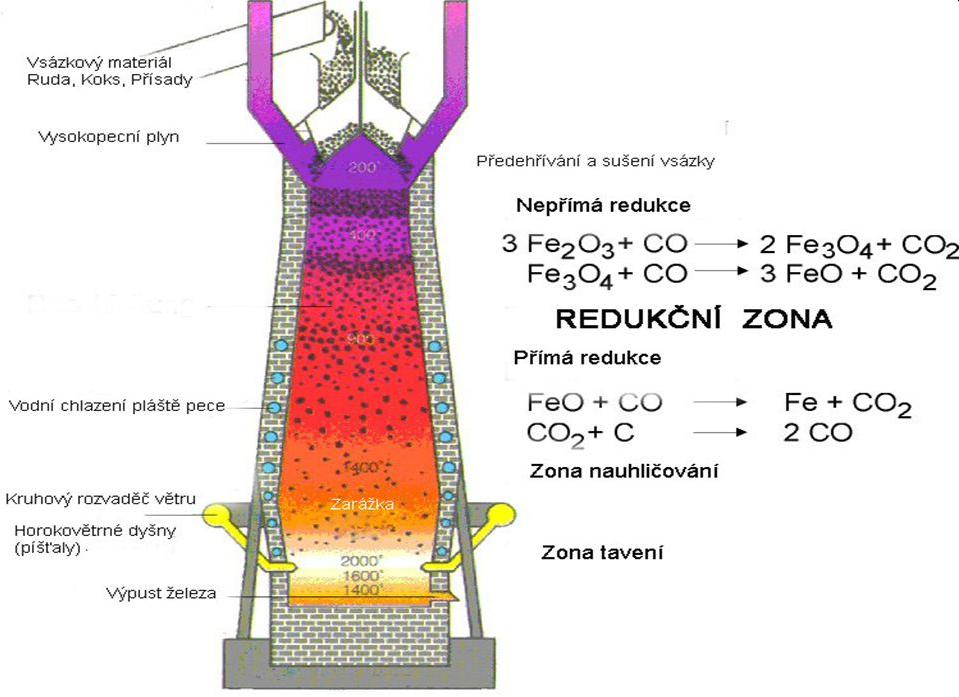 Vsázkový materiál
Ruda, Koks, Přísady
Vysokopecní plyn
Předehřívání a sušení vsázky
200°
Nepřímá redukce
400°
3 Fe₂O₃ + CO → 2 Fe₃O₄ + CO₂
Fe₃O₄ + CO → 3 FeO + CO₂
REDUKČNÍ ZONA
900
Přímá redukce
Vodní chlazení pláště pece
FeO + CO → Fe + CO₂
CO₂ + C → 2 CO
1400°
Zona nauhličování
Kruhový rozvaděč větru
Zarážka
Horokovětrné dyšny
(píšťaly)
Zona tavení
2000°
1600°
1400°
Výpust železa